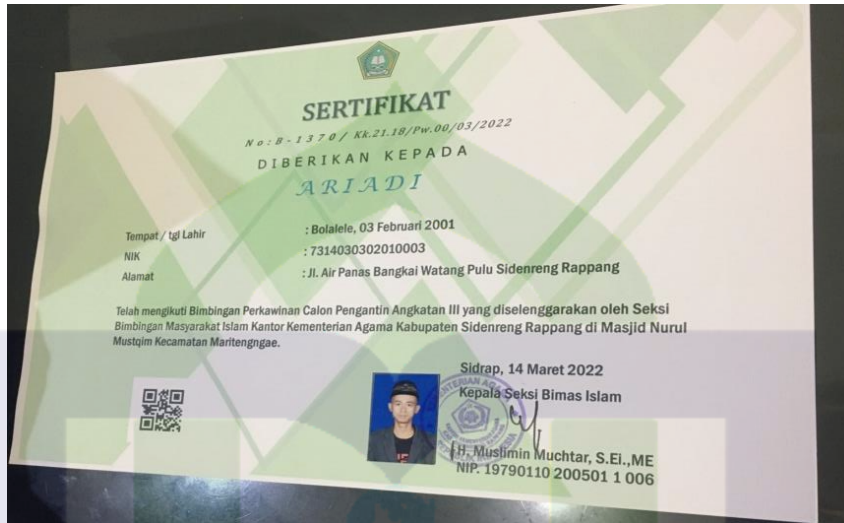 SERTIFIKAT
No:B-1370/Kk.21.18/Pw.00/03/2022
DIBERIKAN KEPADA
ARIADI
Tempat / tgl Lahir : Bolalele, 03 Februari 2001
NIK : 7314030302010003
Alamat : Jl. Air Panas Bangkai Watang Pulu Sidenreng Rappang
Telah mengikuti Bimbingan Perkawinan Calon Pengantin Angkatan III yang diselenggarakan oleh Seksi
Bimbingan Masyarakat Islam Kantor Kementerian Agama Kabupaten Sidenreng Rappang di Masjid Nurul
Mustqim Kecamatan Maritengngae.
Sidrap, 14 Maret 2022
Kepala Seksi Bimas Islam
H. Muslimin Muchtar, S.Ei.,ME
NIP. 19790110 200501 1 006